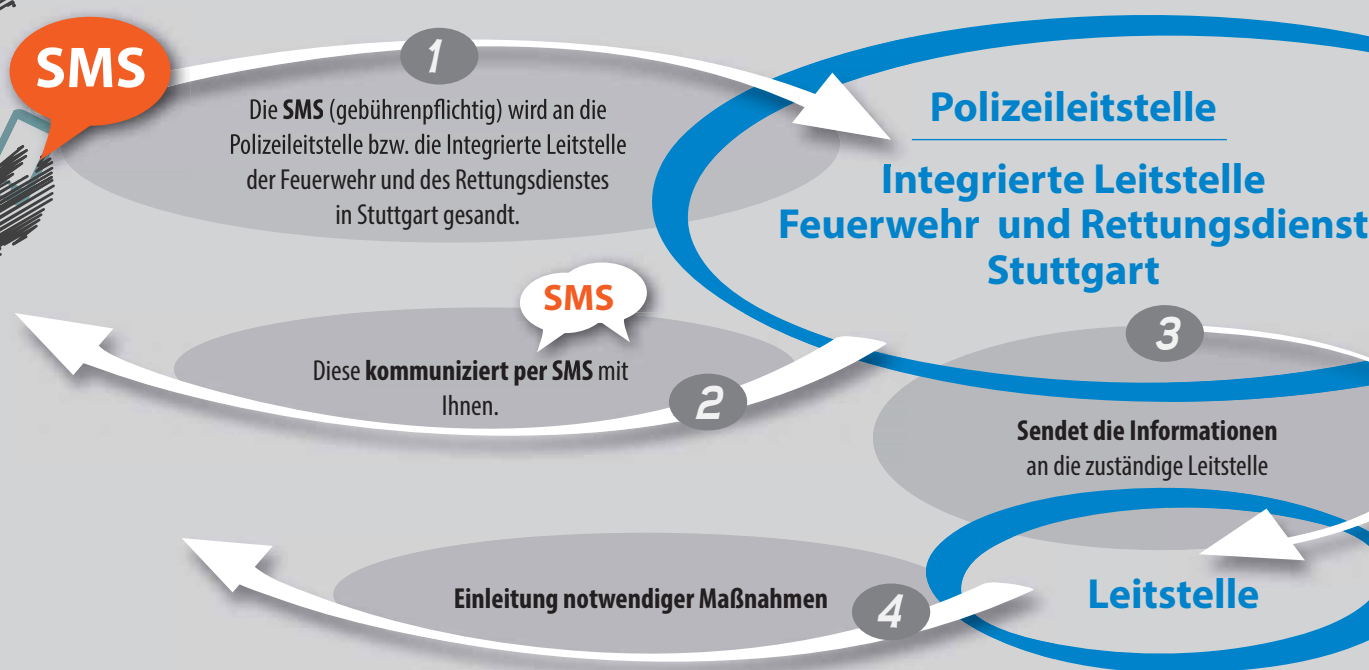 SMS
1
Die SMS (gebührenpflichtig) wird an die
Polizeileitstelle bzw. die Integrierte Leitstelle
der Feuerwehr und des Rettungsdienstes
in Stuttgart gesandt.
Polizeileitstelle
Integrierte Leitstelle
Feuerwehr und Rettungsdienst
Stuttgart
SMS
Diese kommuniziert per SMS mit
Ihnen.
2
3
Sendet die Informationen
an die zuständige Leitstelle
Einleitung notwendiger Maßnahmen
4
Leitstelle